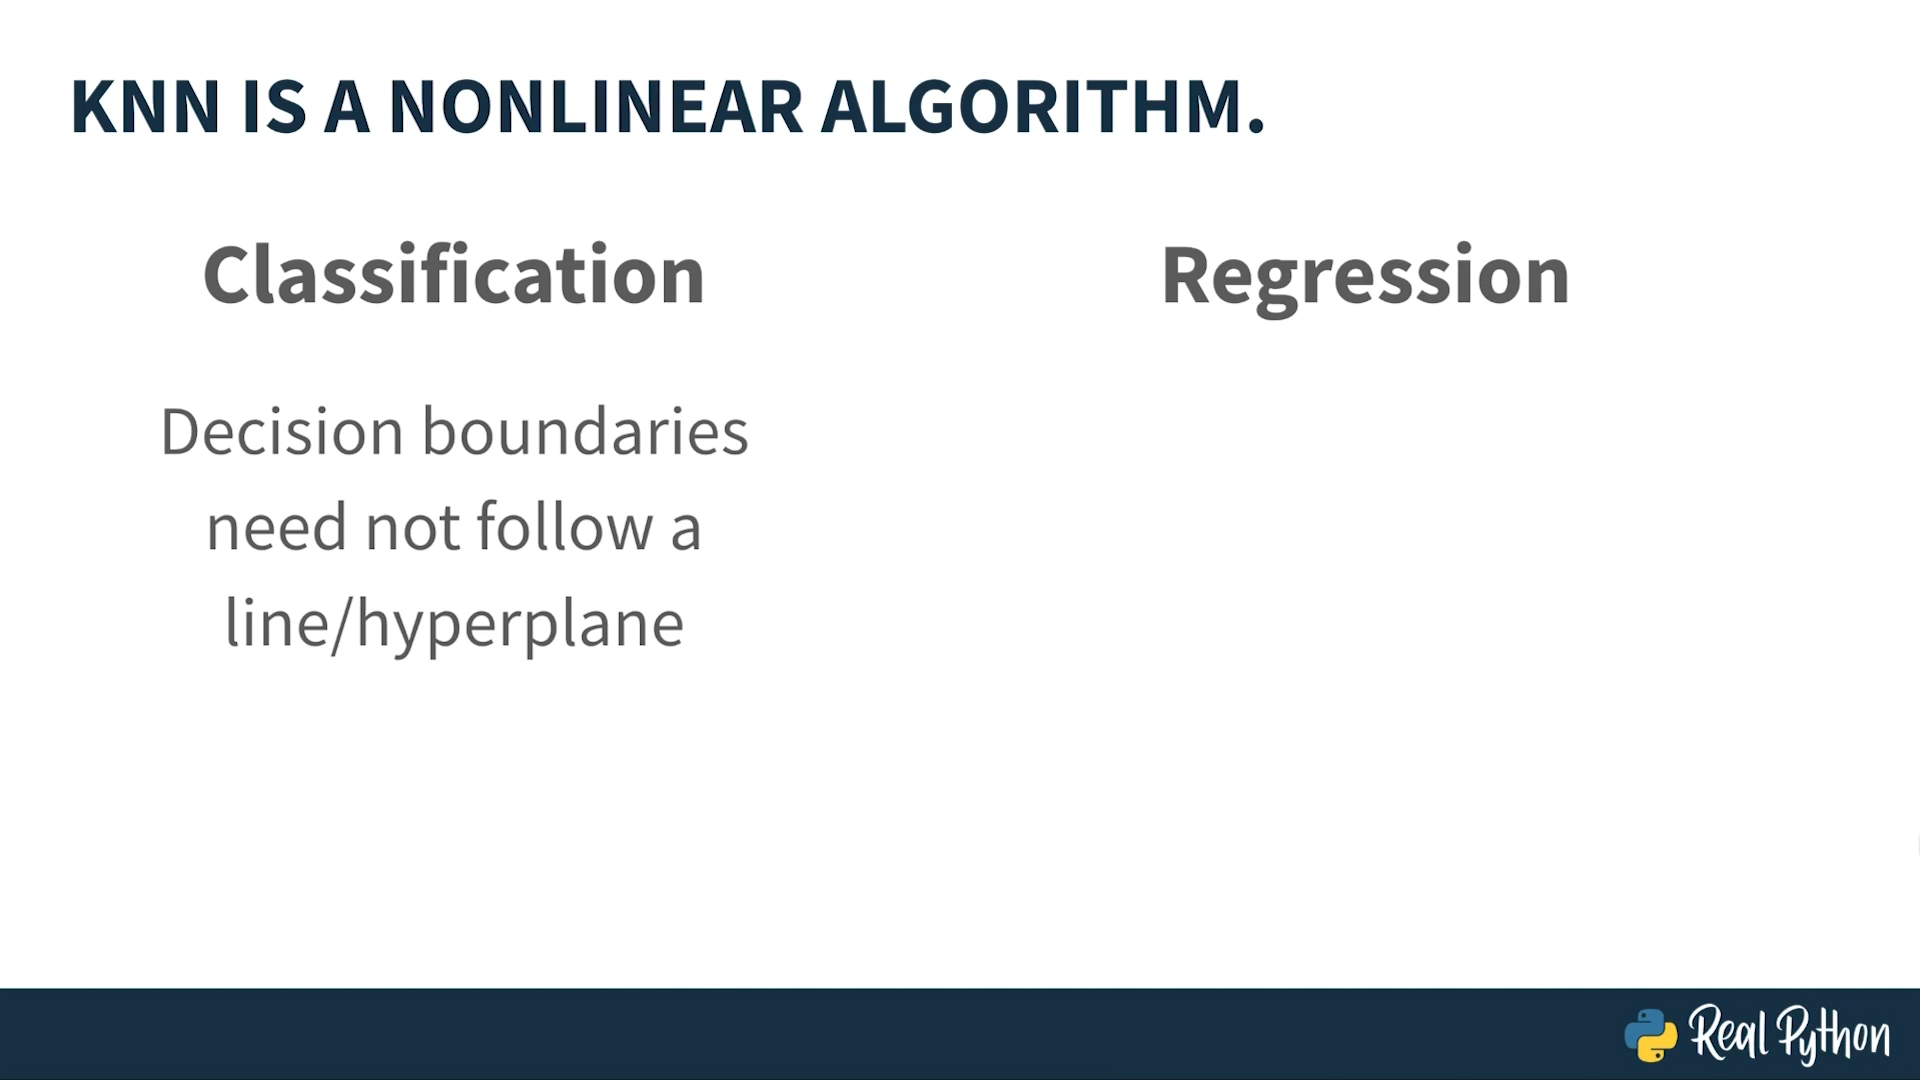 KNN IS A NONLINEAR ALGORITHM.
Classification
Decision boundaries
need not follow a
line/hyperplane
Regression
Real Python